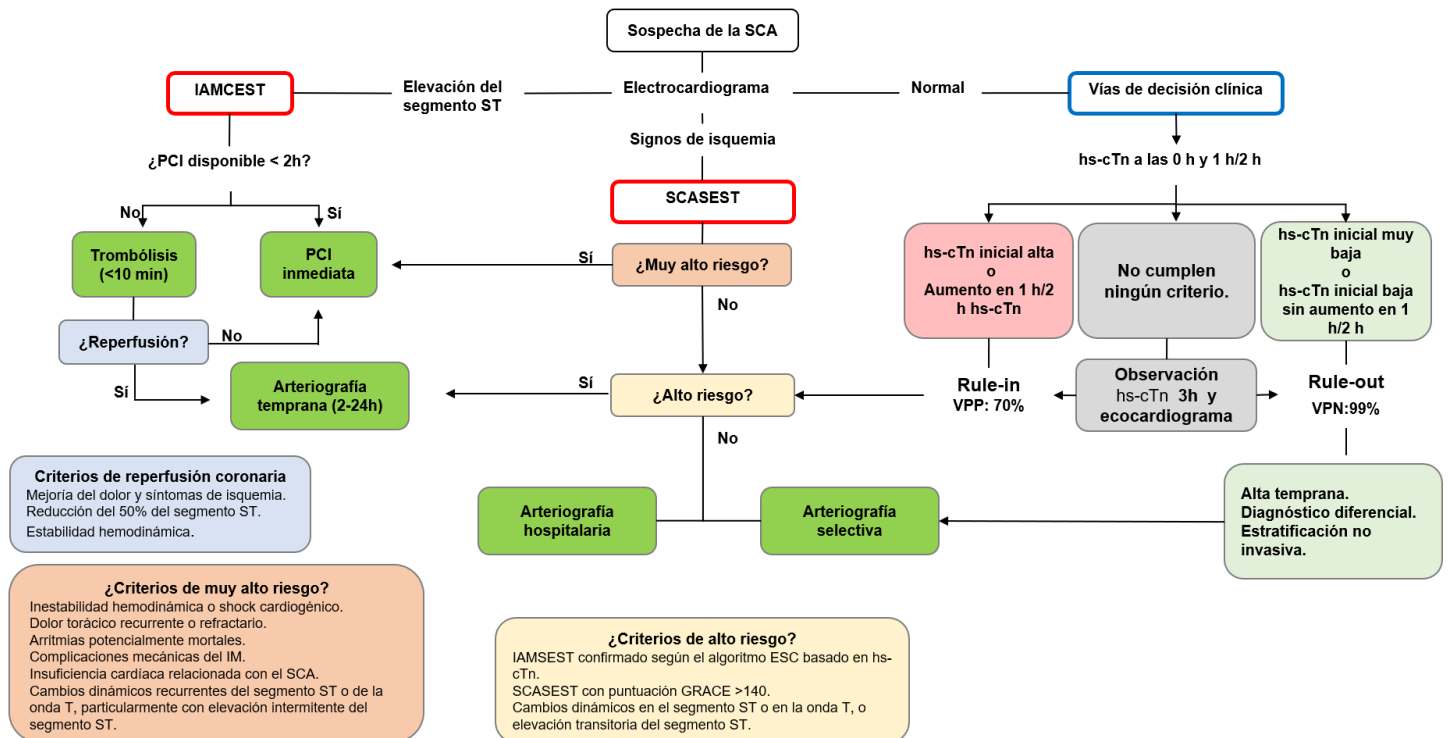 Sospecha de la SCA
IAMCEST
Elevación del
segmento ST
Electrocardiograma
Normal
Vías de decisión clínica
¿PCI disponible < 2h?
Signos de isquemia
hs-cTn a las 0 h y 1 h/2 h
SCASEST
No
Sí
Trombólisis
(<10 min)
PCI
inmediata
Sí
¿Muy alto riesgo?
No
hs-cTn inicial alta
o
Aumento en 1 h/2
h hs-cTn
No cumplen
ningún criterio.
hs-cTn inicial muy
baja
o
hs-cTn inicial baja
sin aumento en 1
h/2 h
¿Reperfusión?
No
Sí
Arteriografía
temprana (2-24h)
Sí
¿Alto riesgo?
No
Rule-in
VPP: 70%
Observación
hs-cTn 3h y
ecocardiograma
Rule-out
VPN:99%
Criterios de reperfusión coronaria
Mejoría del dolor y síntomas de isquemia.
Reducción del 50% del segmento ST.
Estabilidad hemodinámica.
Arteriografía
hospitalaria
Arteriografía
selectiva
Alta temprana.
Diagnóstico diferencial.
Estratificación no
invasiva.
¿Criterios de muy alto riesgo?
Inestabilidad hemodinámica o shock cardiogénico.
Dolor torácico recurrente o refractario.
Arritmias potencialmente mortales.
Complicaciones mecánicas del IM.
Insuficiencia cardíaca relacionada con el SCA.
Cambios dinámicos recurrentes del segmento ST o de la
onda T, particularmente con elevación intermitente del
segmento ST.
¿Criterios de alto riesgo?
IAMSEST confirmado según el algoritmo ESC basado en hs-
cTn.
SCASEST con puntuación GRACE >140.
Cambios dinámicos en el segmento ST o en la onda T, o
elevación transitoria del segmento ST.